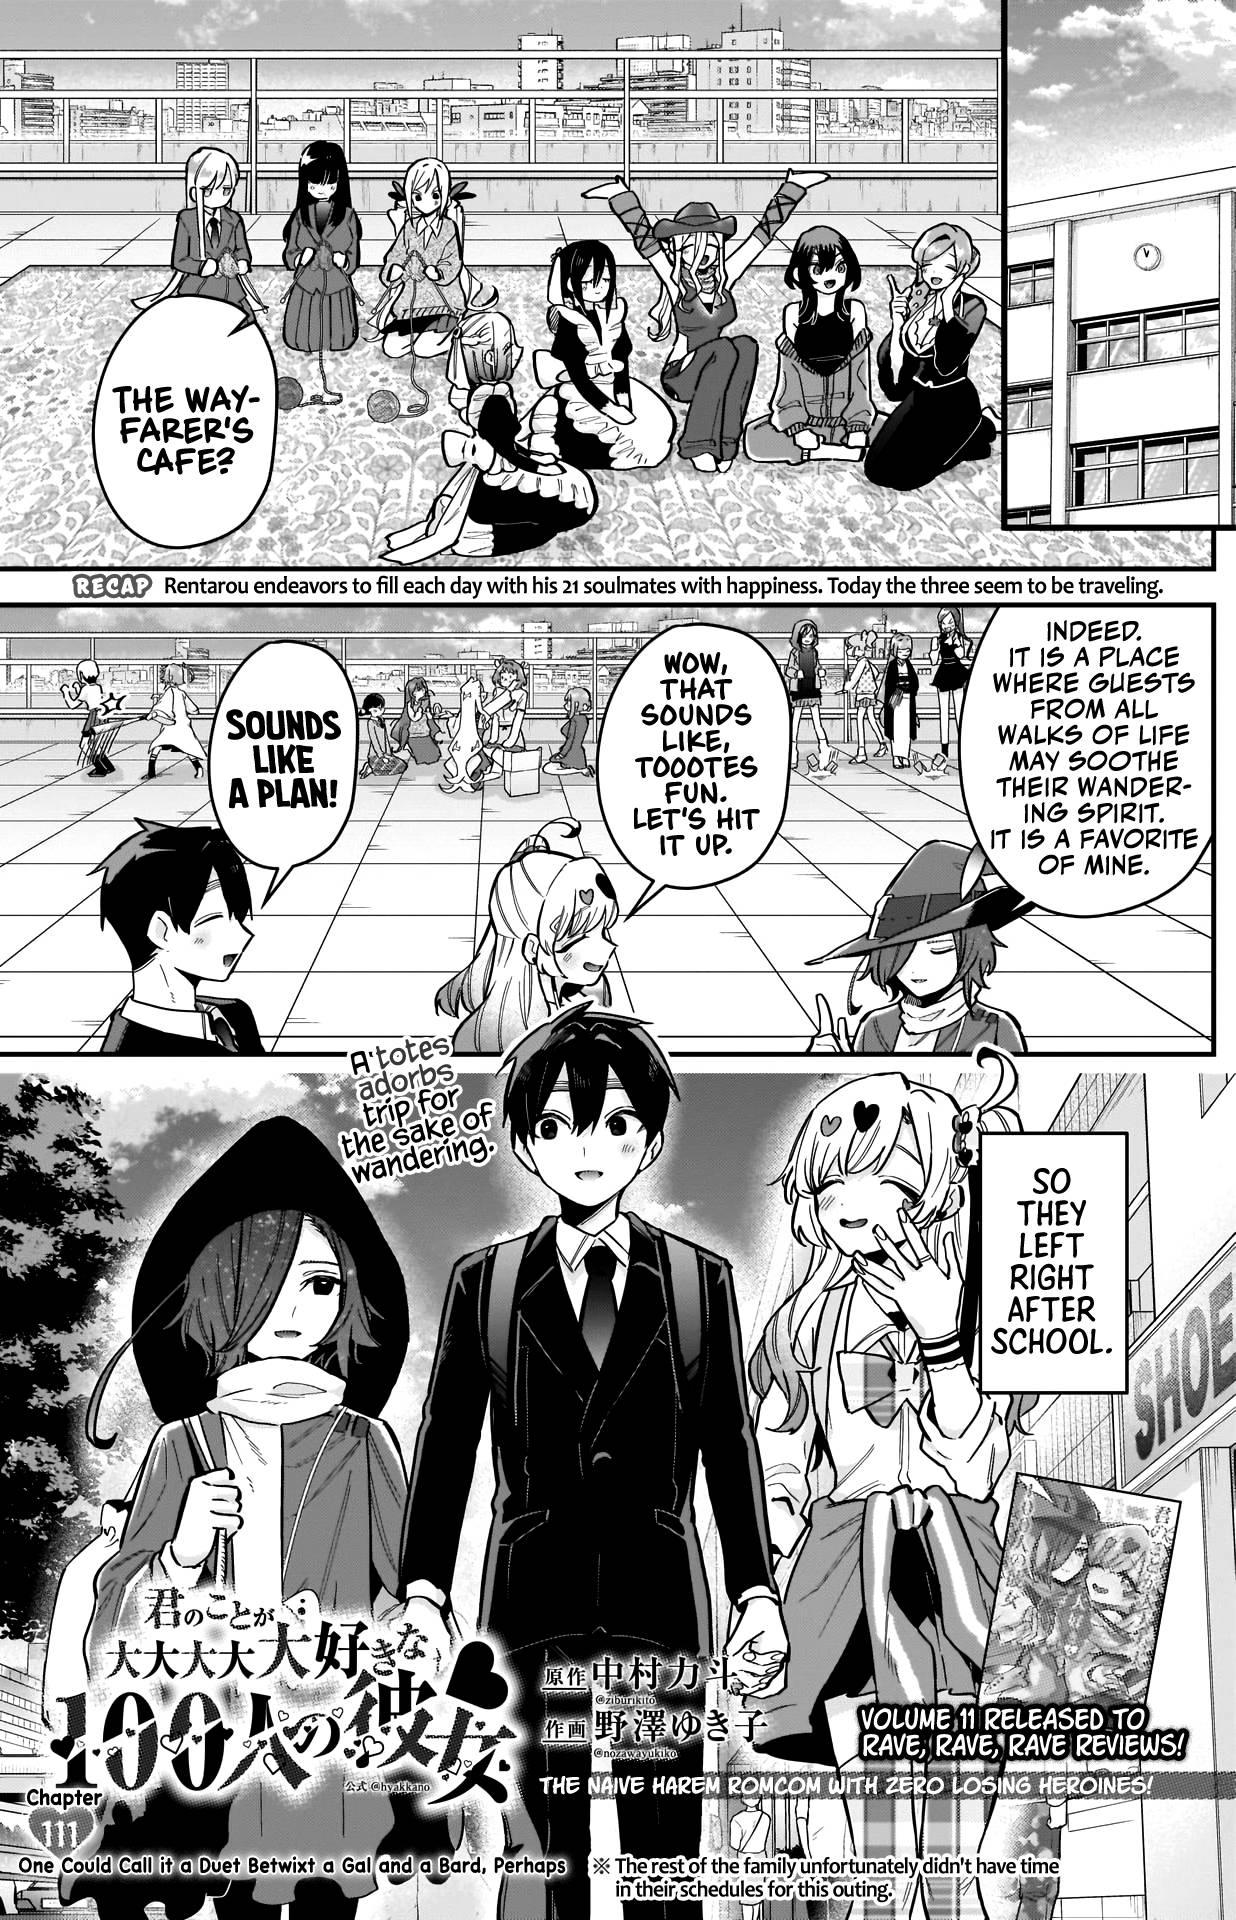 THE WAY-
FARER'S
CAFE?
RECAP Rentarou endeavors to fill each day with his 21 soulmates with happiness. Today the three seem to be traveling.
INDEED.
IT IS A PLACE
WHERE GUESTS
FROM ALL
WALKS OF LIFE
MAY SOOTHE
THEIR WANDER-
ING SPIRIT.
IT IS A FAVORITE
OF MINE.
WOW,
THAT
SOUNDS
LIKE,
TOOOTES
FUN.
LET'S HIT
IT UP.
SOUNDS
LIKE
A PLAN!
A totes
adorbs
trip for
the sake of
wandering.
SO
THEY
LEFT
RIGHT
AFTER
SCHOOL.
SHOE
君のことが
大大大大大好きな
100人の彼女
公式 @hyakkano
原作 中村力斗
@ziburikito
作画 野澤ゆき子
@nozawayukiko
VOLUME 11 RELEASED TO
RAVE, RAVE, RAVE REVIEWS!
THE NAIVE HAREM ROMCOM WITH ZERO LOSING HEROINES!
Chapter
111
One Could Call it a Duet Betwixt a Gal and a Bard, Perhaps
※ The rest of the family unfortunately didn't have time
in their schedules for this outing.